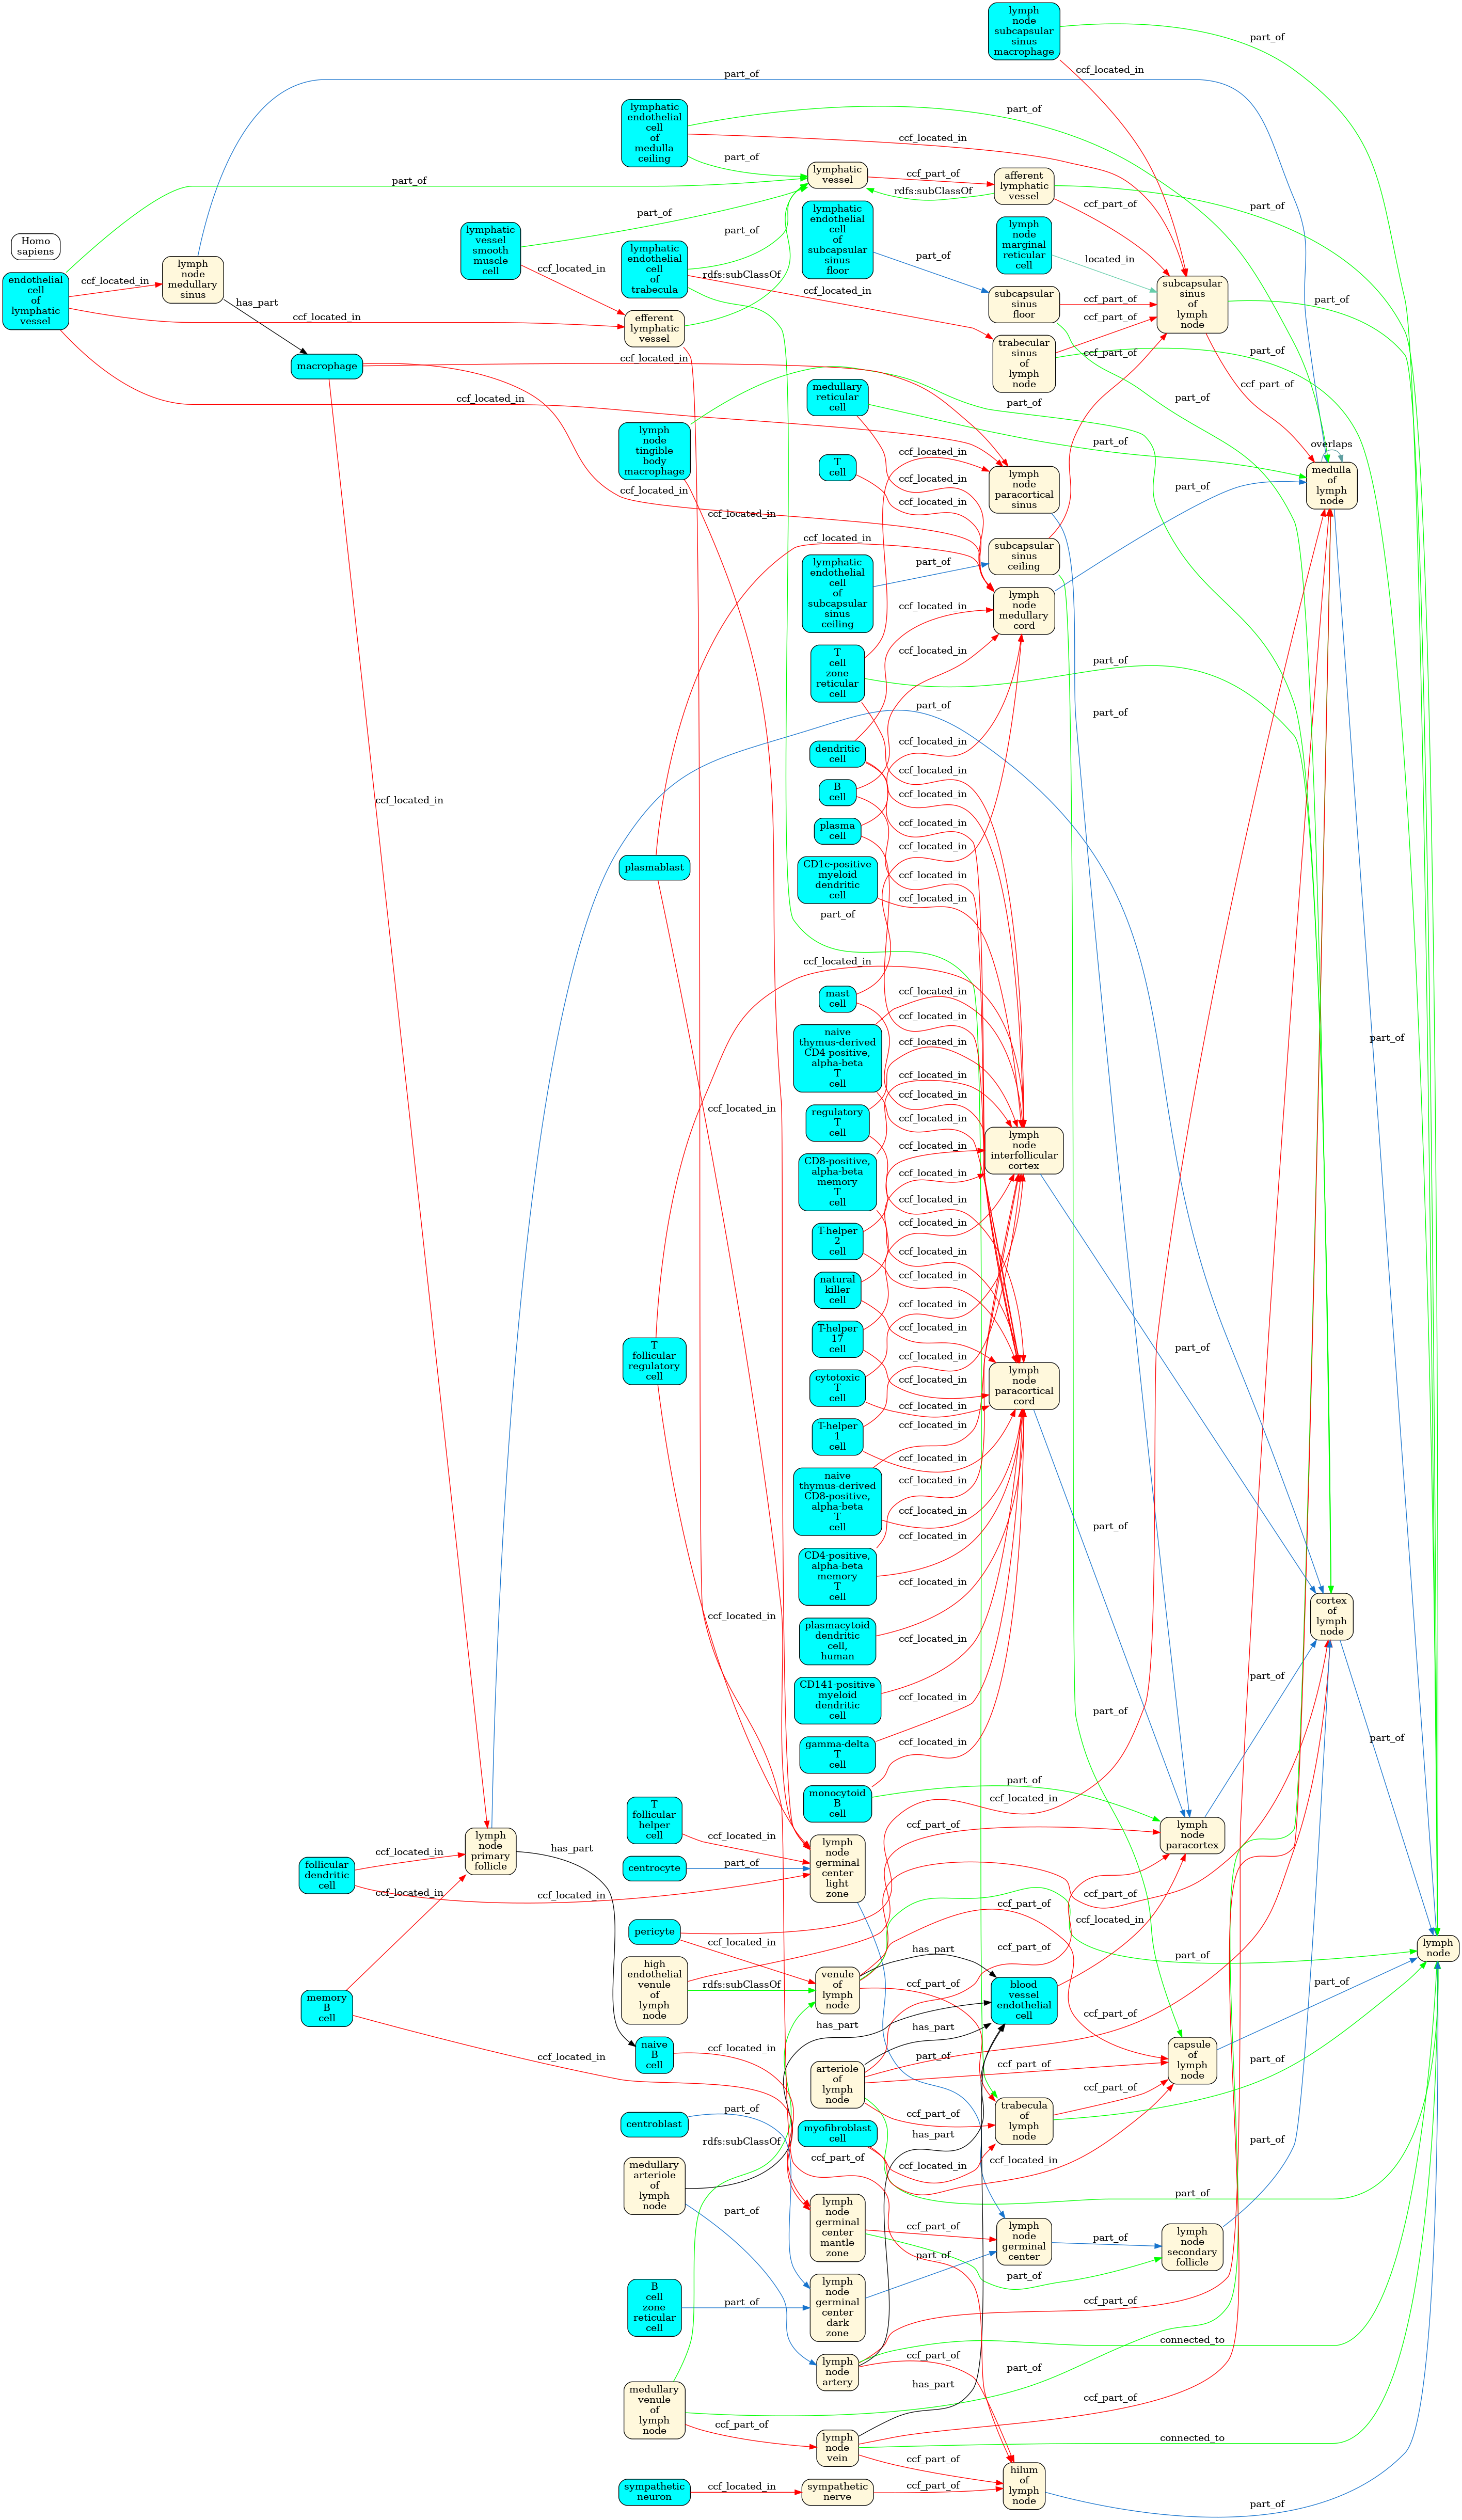 Homo
sapiens
endothelial
cell
of
lymphatic
vessel
part_of
ccf_located_in
ccf_located_in
ccf_located_in
lymph
node
medullary
sinus
part_of
has_part
macrophage
ccf_located_in
ccf_located_in
ccf_located_in
follicular
dendritic
cell
ccf_located_in
ccf_located_in
memory
B
cell
ccf_located_in
ccf_located_in
lymphatic
vessel
smooth
muscle
cell
part_of
ccf_located_in
lymph
node
primary
follicle
has_part
part_of
lymphatic
endothelial
cell
of
medulla
ceiling
part_of
ccf_located_in
part_of
lymphatic
endothelial
cell
of
trabecula
part_of
ccf_located_in
part_of
efferent
lymphatic
vessel
rdfs:subClassOf
ccf_part_of
lymph
node
tingible
body
macrophage
part_of
ccf_located_in
plasmablast
ccf_located_in
ccf_located_in
T
follicular
regulatory
cell
ccf_located_in
ccf_located_in
T
follicular
helper
cell
ccf_located_in
centrocyte
part_of
pericyte
ccf_located_in
ccf_located_in
high
endothelial
venule
of
lymph
node
rdfs:subClassOf
ccf_part_of
naive
B
cell
ccf_located_in
centroblast
part_of
medullary
arteriole
of
lymph
node
has_part
part_of
B
cell
zone
reticular
cell
part_of
medullary
venule
of
lymph
node
rdfs:subClassOf
part_of
ccf_part_of
sympathetic
neuron
ccf_located_in
lymphatic
vessel
ccf_part_of
lymphatic
endothelial
cell
of
subcapsular
sinus
floor
part_of
medullary
reticular
cell
part_of
ccf_located_in
T
cell
ccf_located_in
lymphatic
endothelial
cell
of
subcapsular
sinus
ceiling
part_of
T
cell
zone
reticular
cell
ccf_located_in
part_of
ccf_located_in
dendritic
cell
ccf_located_in
ccf_located_in
ccf_located_in
B
cell
ccf_located_in
ccf_located_in
plasma
cell
ccf_located_in
ccf_located_in
CD1c-positive
myeloid
dendritic
cell
ccf_located_in
mast
cell
ccf_located_in
ccf_located_in
naive
thymus-derived
CD4-positive,
alpha-beta
T
cell
ccf_located_in
ccf_located_in
regulatory
T
cell
ccf_located_in
ccf_located_in
CD8-positive,
alpha-beta
memory
T
cell
ccf_located_in
ccf_located_in
T-helper
2
cell
ccf_located_in
ccf_located_in
natural
killer
cell
ccf_located_in
ccf_located_in
T-helper
17
cell
ccf_located_in
ccf_located_in
cytotoxic
T
cell
ccf_located_in
ccf_located_in
T-helper
1
cell
ccf_located_in
ccf_located_in
naive
thymus-derived
CD8-positive,
alpha-beta
T
cell
ccf_located_in
ccf_located_in
CD4-positive,
alpha-beta
memory
T
cell
ccf_located_in
ccf_located_in
plasmacytoid
dendritic
cell,
human
ccf_located_in
CD141-positive
myeloid
dendritic
cell
ccf_located_in
gamma-delta
T
cell
ccf_located_in
monocytoid
B
cell
ccf_located_in
part_of
lymph
node
germinal
center
light
zone
part_of
venule
of
lymph
node
has_part
ccf_part_of
ccf_part_of
ccf_part_of
part_of
arteriole
of
lymph
node
has_part
ccf_part_of
part_of
ccf_part_of
ccf_part_of
part_of
myofibroblast
cell
ccf_located_in
ccf_located_in
lymph
node
germinal
center
mantle
zone
ccf_part_of
part_of
lymph
node
germinal
center
dark
zone
part_of
lymph
node
artery
has_part
ccf_part_of
ccf_part_of
connected_to
lymph
node
vein
has_part
ccf_part_of
ccf_part_of
connected_to
sympathetic
nerve
ccf_part_of
lymph
node
subcapsular
sinus
macrophage
part_of
ccf_located_in
afferent
lymphatic
vessel
rdfs:subClassOf
part_of
ccf_part_of
lymph
node
marginal
reticular
cell
located_in
subcapsular
sinus
floor
ccf_part_of
part_of
trabecular
sinus
of
lymph
node
ccf_part_of
part_of
lymph
node
paracortical
sinus
part_of
subcapsular
sinus
ceiling
ccf_part_of
part_of
lymph
node
medullary
cord
part_of
lymph
node
interfollicular
cortex
part_of
lymph
node
paracortical
cord
part_of
blood
vessel
endothelial
cell
ccf_located_in
trabecula
of
lymph
node
ccf_part_of
part_of
lymph
node
germinal
center
part_of
hilum
of
lymph
node
part_of
subcapsular
sinus
of
lymph
node
part_of
ccf_part_of
lymph
node
paracortex
part_of
capsule
of
lymph
node
part_of
lymph
node
secondary
follicle
part_of
overlaps
medulla
of
lymph
node
part_of
cortex
of
lymph
node
part_of
lymph
node